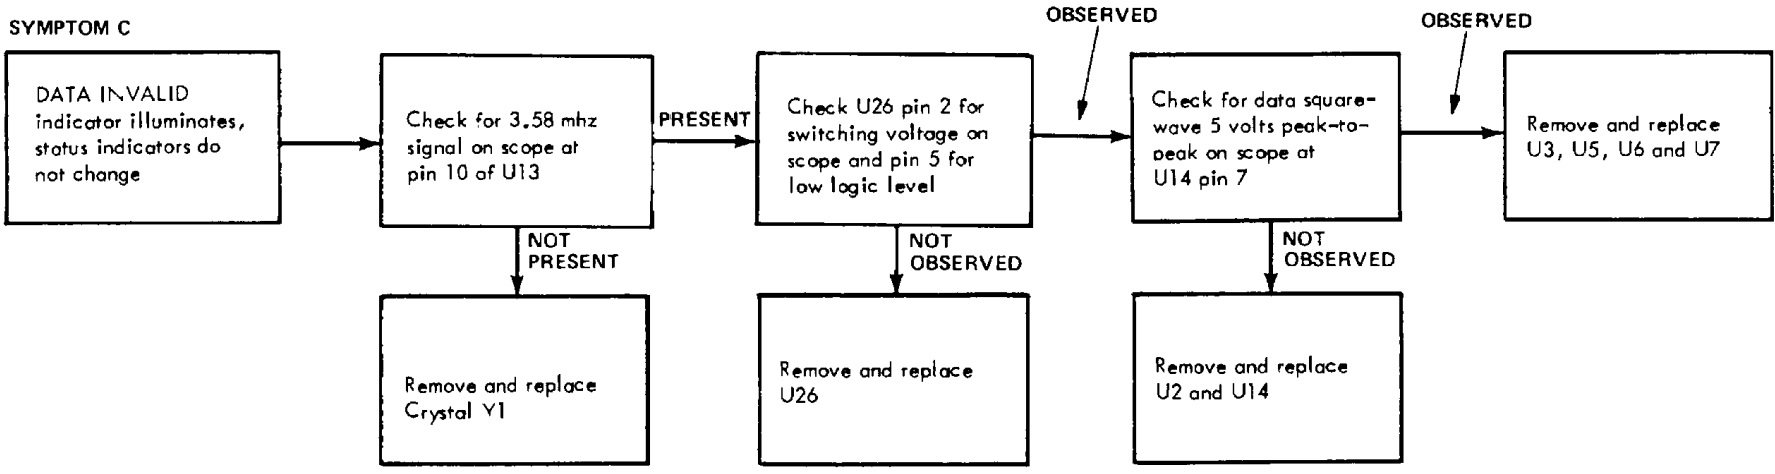 SYMPTOM C
DATA INVALID
indicator illuminates,
status indicators do
not change
Check for 3.58 mhz
signal on scope at
pin 10 of U13
PRESENT
Check U26 pin 2 for
switching voltage on
scope and pin 5 for
low logic level
OBSERVED
Check for data square-
wave 5 volts peak-to-
peak on scope at
U14 pin 7
OBSERVED
Remove and replace
U3, U5, U6 and U7
NOT
PRESENT
NOT
OBSERVED
NOT
OBSERVED
Remove and replace
Crystal Y1
Remove and replace
U26
Remove and replace
U2 and U14